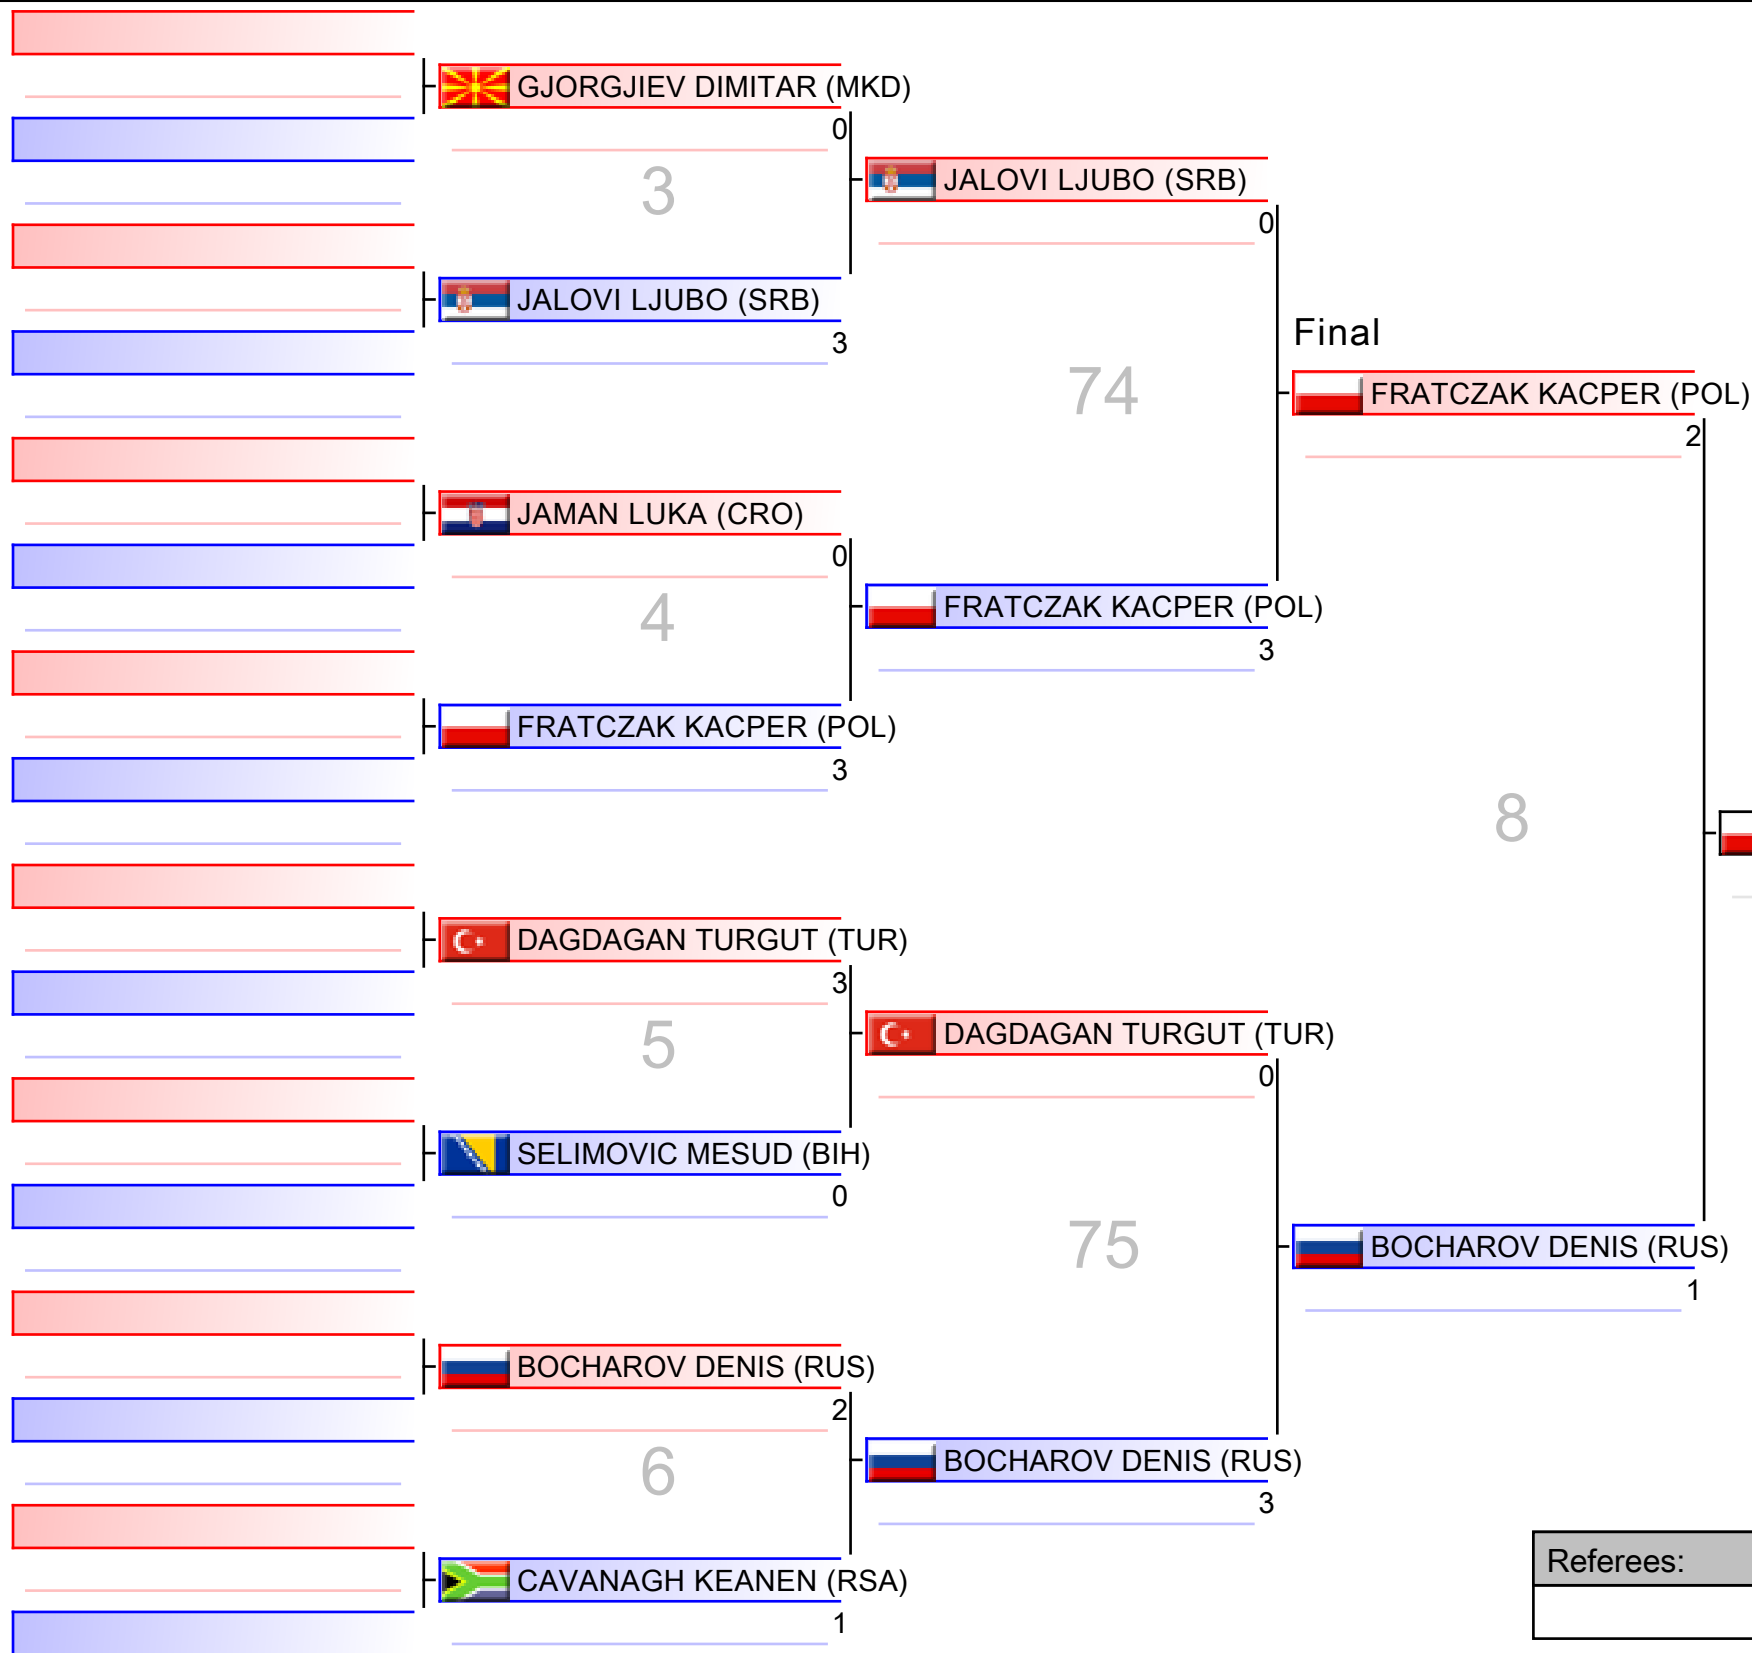 GJORGJIEV DIMITAR (MKD)
0
3
JALOVI LJUBO (SRB)
3
JAMAN LUKA (CRO)
0
4
FRATCZAK KACPER (POL)
3
DAGDAGAN TURGUT (TUR)
3
5
SELIMOVIC MESUD (BIH)
0
BOCHAROV DENIS (RUS)
2
6
CAVANAGH KEANEN (RSA)
1
JALOVI LJUBO (SRB)
0
74
FRATCZAK KACPER (POL)
3
DAGDAGAN TURGUT (TUR)
0
75
BOCHAROV DENIS (RUS)
3
Final
FRATCZAK KACPER (POL)
2
8
BOCHAROV DENIS (RUS)
1
Referees: